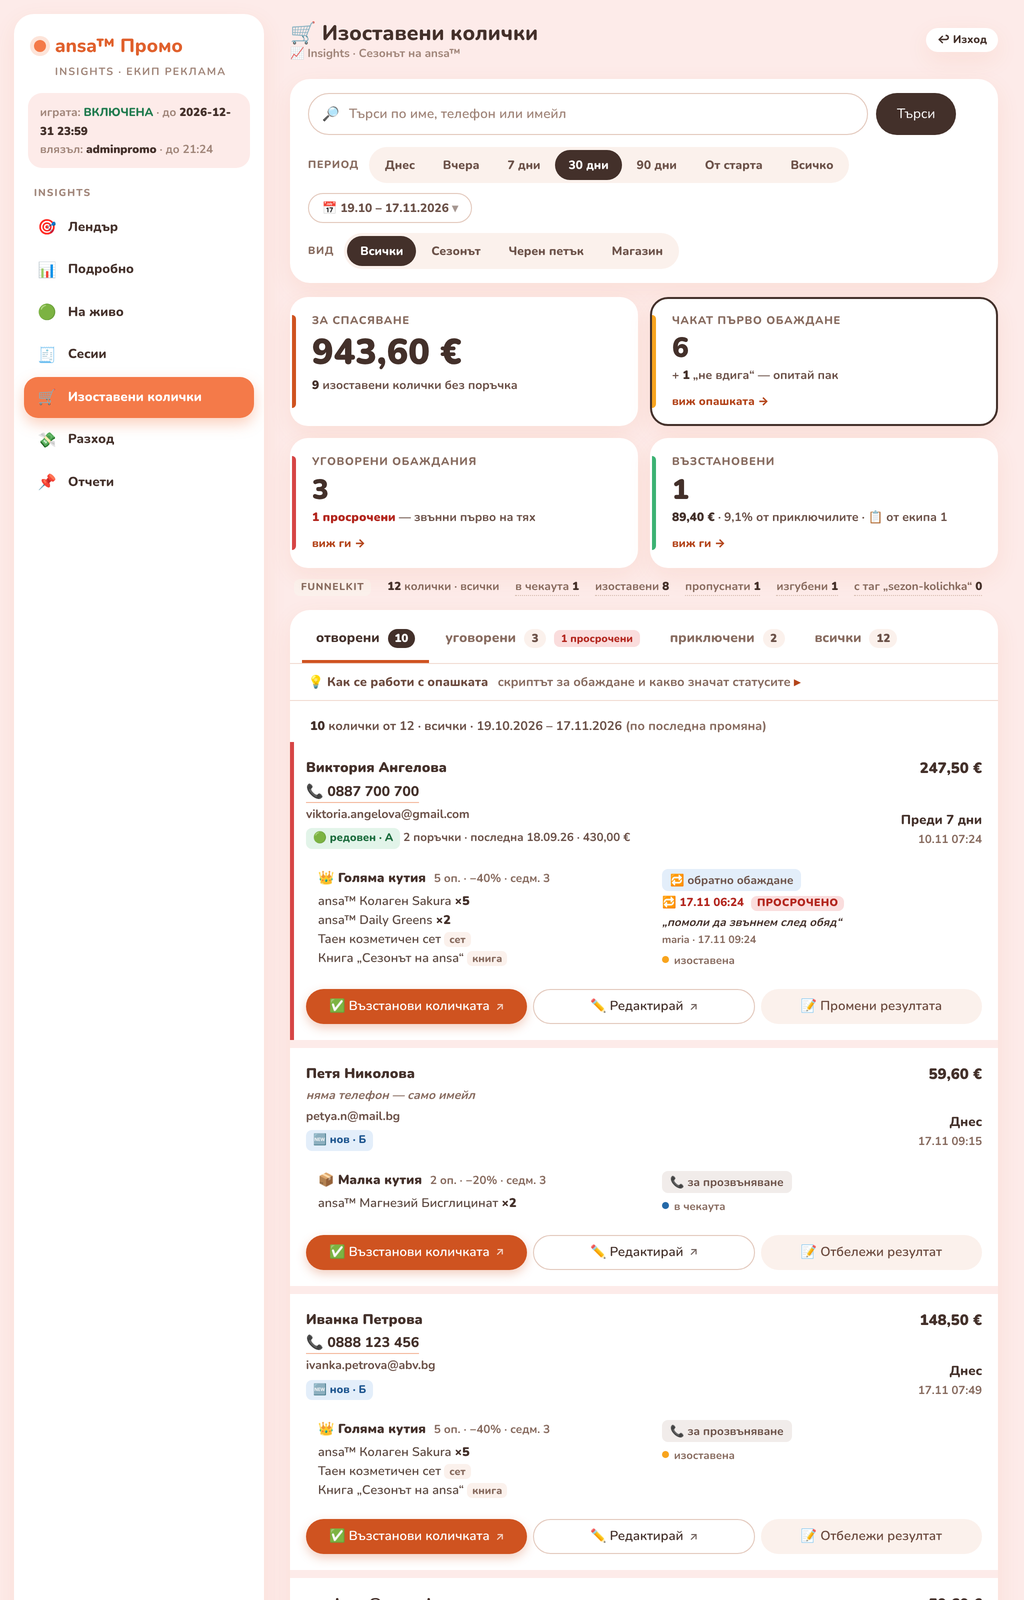 ansa™ Промо
INSIGHTS · ЕКИП РЕКЛАМА
играта: ВКЛЮЧЕНА · до 2026-12-
31 23:59
влязъл: adminpromo · до 21:24
INSIGHTS
Лендър
Подробно
На живо
Сесии
Изоставени колички
Разход
Отчети
Изоставени колички
Insights · Сезонът на ansa™
↩ Изход
Търси по име, телефон или имейл
Търси
ПЕРИОД Днес Вчера 7 дни 30 дни 90 дни От старта Всичко
19.10 – 17.11.2026 ▾
ВИД Всички Сезонът Черен петък Магазин
ЗА СПАСЯВАНЕ
943,60 €
9 изоставени колички без поръчка
ЧАКАТ ПЪРВО ОБАЖДАНЕ
6
+ 1 „не вдига“ — опитай пак
виж опашката →
УГОВОРЕНИ ОБАЖДАНИЯ
3
1 просрочени — звънни първо на тях
виж ги →
ВЪЗСТАНОВЕНИ
1
89,40 € · 9,1% от приключилите · 📋 от екипа 1
виж ги →
FUNNELKIT 12 колички · всички в чекаута 1 изоставени 8 пропуснати 1 изгубени 1 с таг „sezon-kolichka“ 0
отворени 10 уговорени 3 1 просрочени приключени 2 всички 12
Как се работи с опашката скриптът за обаждане и какво значат статусите ▸
10 колички от 12 · всички · 19.10.2026 – 17.11.2026 (по последна промяна)
Виктория Ангелова
247,50 €
0887 700 700
viktoria.angelova@gmail.com
Преди 7 дни
редовен · А 2 поръчки · последна 18.09.26 · 430,00 €
10.11 07:24
Голяма кутия 5 оп. · −40% · седм. 3
ansa™ Колаген Sakura ×5
ansa™ Daily Greens ×2
Таен козметичен сет сет
Книга „Сезонът на ansa“ книга
обратно обаждане
17.11 06:24 ПРОСРОЧЕНО
„помоли да звъннем след обяд“
maria · 17.11 09:24
изоставена
✅ Възстанови количката ↗
✏️ Редактирай ↗
📝 Промени резултата
Петя Николова
59,60 €
няма телефон — само имейл
petya.n@mail.bg
Днес
🆕 нов · Б
17.11 09:15
Малка кутия 2 оп. · −20% · седм. 3
ansa™ Магнезий Бисглицинат ×2
за прозвъняване
в чекаута
✅ Възстанови количката ↗
✏️ Редактирай ↗
📝 Отбележи резултат
Иванка Петрова
148,50 €
0888 123 456
ivanka.petrova@abv.bg
Днес
🆕 нов · Б
17.11 07:49
Голяма кутия 5 оп. · −40% · седм. 3
ansa™ Колаген Sakura ×5
Таен козметичен сет сет
Книга „Сезонът на ansa“ книга
за прозвъняване
изоставена
✅ Възстанови количката ↗
✏️ Редактирай ↗
📝 Отбележи резултат